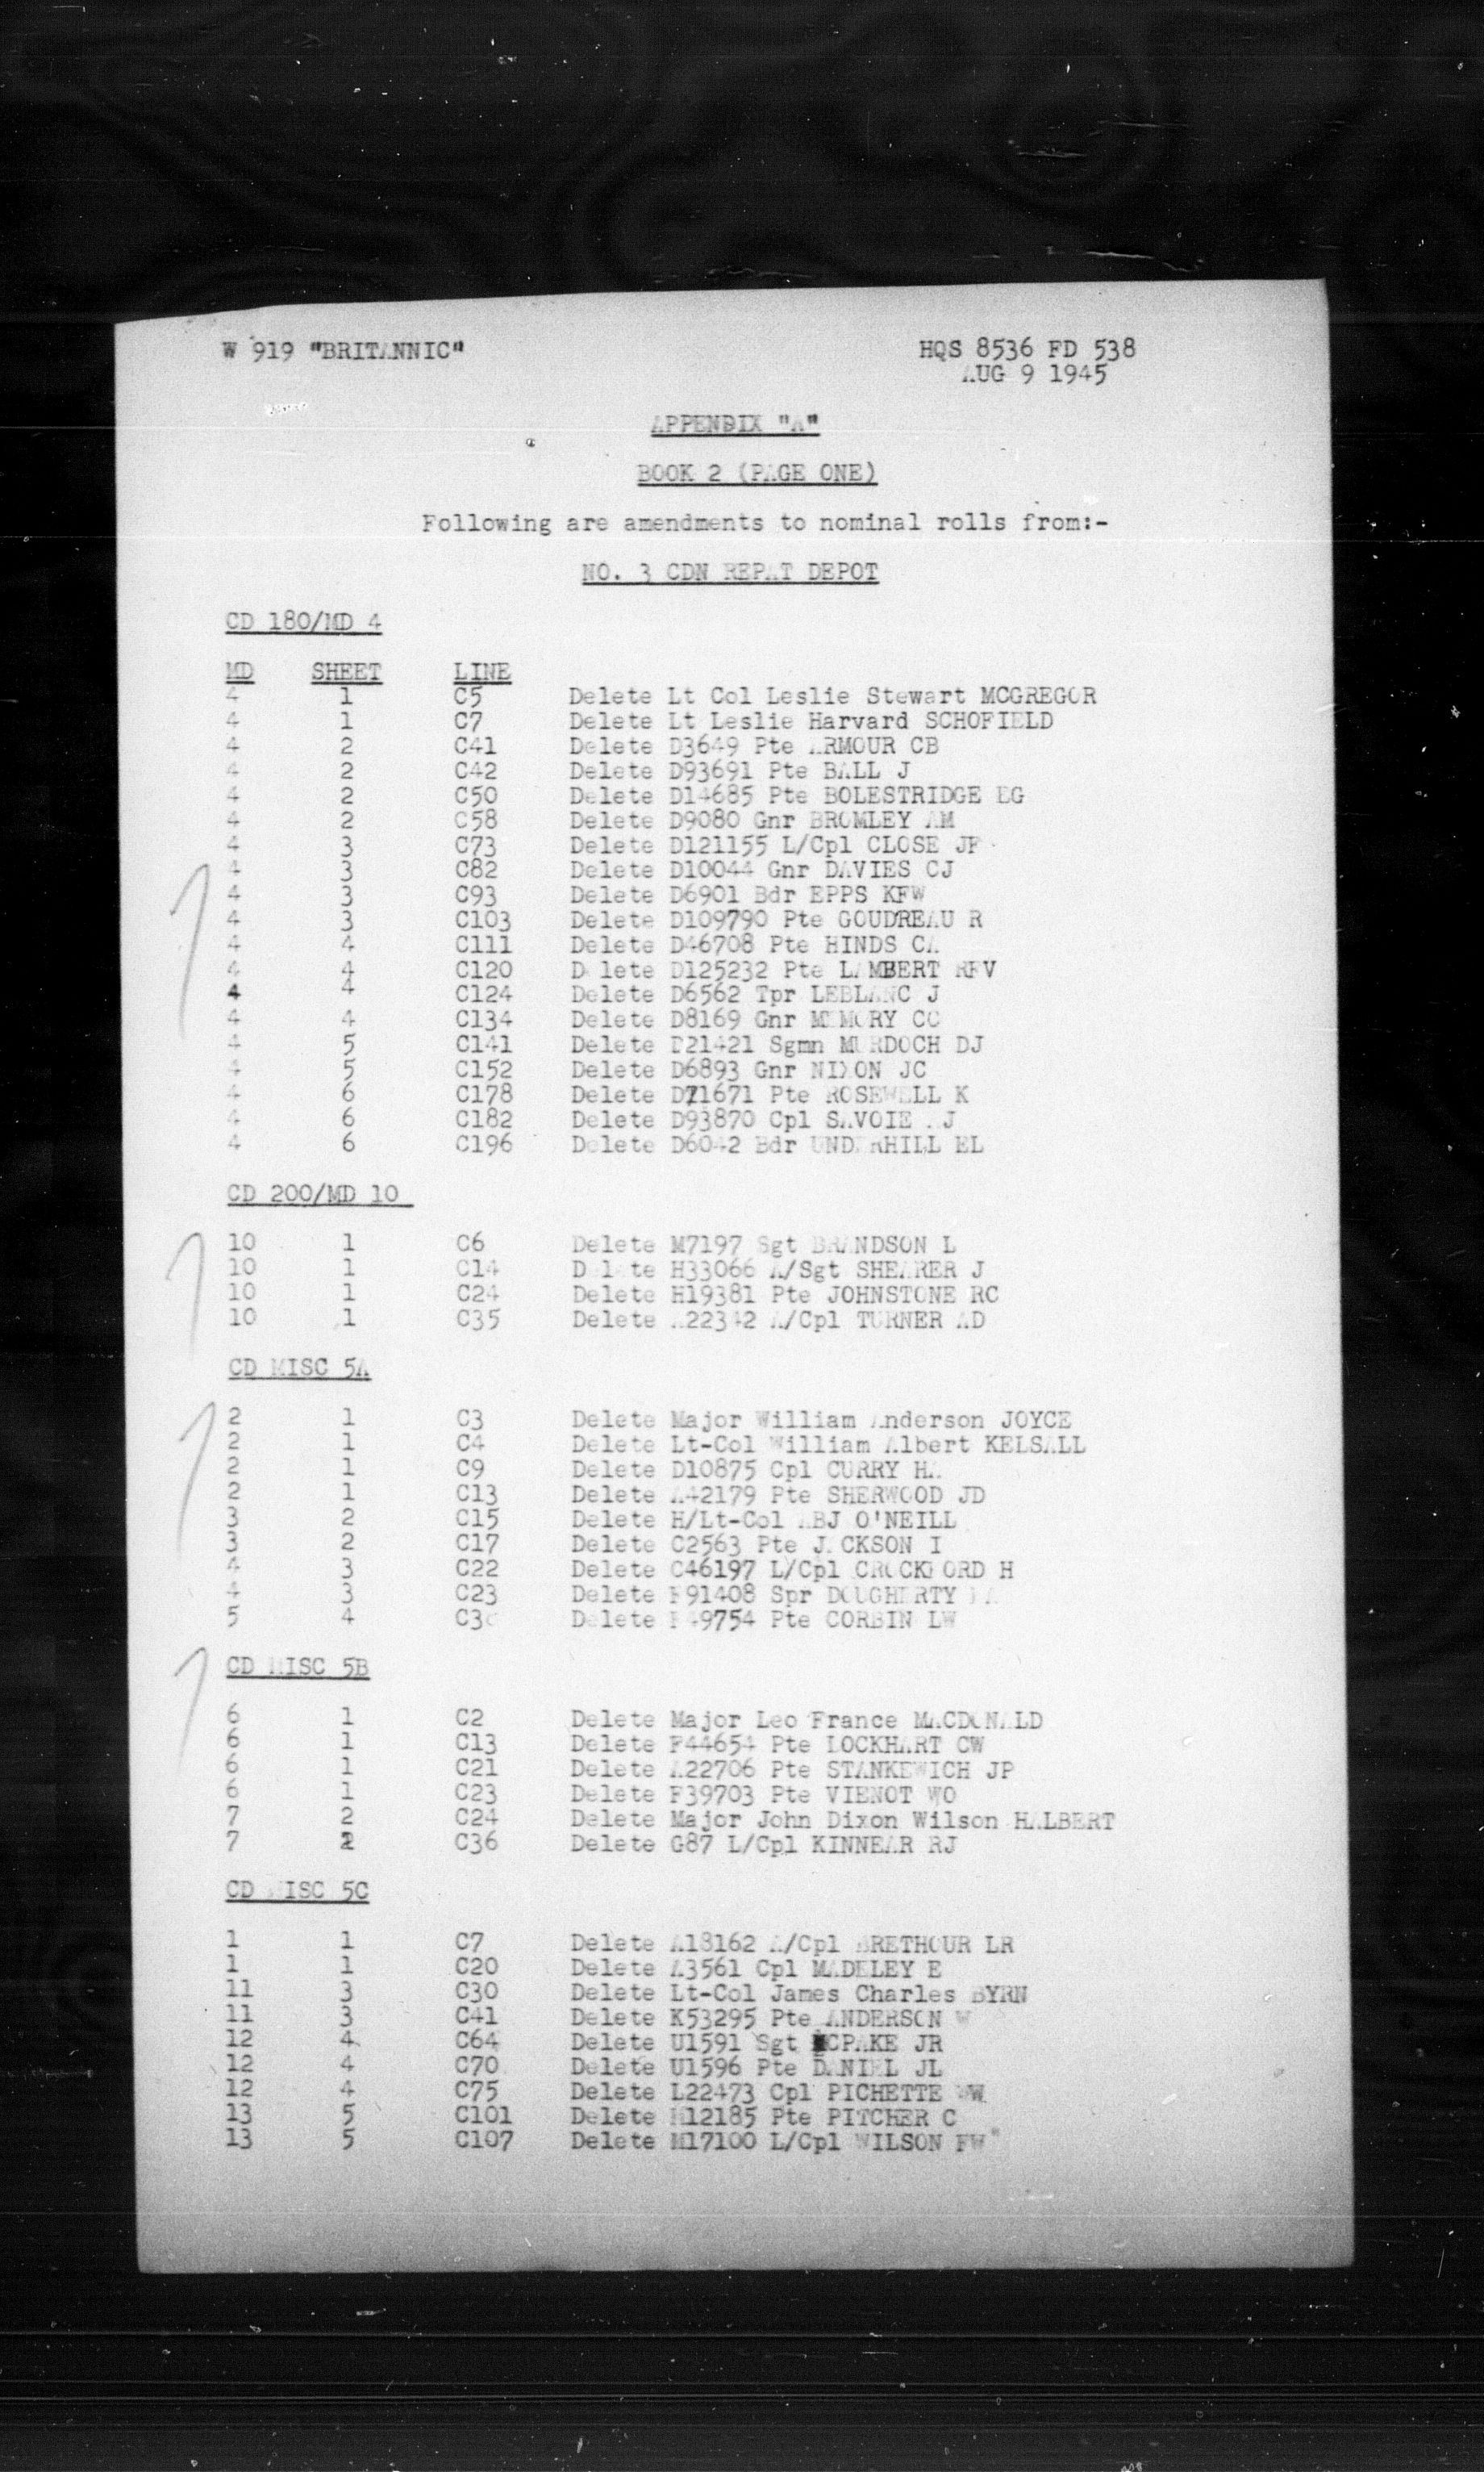 W 919 "BRITANNIC" HQS 8536 FD 538
AUG 9 1945
APPENDIX "A"
BOOK 2 (PAGE ONE)
Following are amendments to nominal rolls from:-
NO. 3 CDN REPAT DEPOT
CD 180/MD 4
MD SHEET LINE
4 1 C5 Delete Lt Col Leslie Stewart MCGREGOR
4 1 C7 Delete Lt Leslie Harvard SCHOFIELD
4 2 C41 Delete D3649 Pte ARMOUR CB
4 2 C42 Delete D93691 Pte BALL J
4 2 C50 Delete D14685 Pte BOLESTRIDGE EG
4 2 C58 Delete D9080 Gnr BROMLEY AM
4 3 C73 Delete D121155 L/Cpl CLOSE JF
4 3 C82 Delete D10044 Gnr DAVIES CJ
4 3 C93 Delete D6901 Bdr EPPS KFW
4 3 C103 Delete D109790 Pte GOUDREAU R
4 4 C111 Delete D46708 Pte HINDS CA
4 4 C120 Delete D125232 Pte LAMBERT RFV
4 4 C124 Delete D6562 Tpr LEBLANC J
4 4 C134 Delete D8169 Gnr MEMORY CC
4 5 C141 Delete D21421 Sgmn MURDOCH DJ
4 5 C152 Delete D6893 Gnr NIXON JC
4 6 C178 Delete D71671 Pte ROSEWELL K
4 6 C182 Delete D93870 Cpl SAVOIE AJ
4 6 C196 Delete D6042 Bdr UNDERHILL EL
CD 200/MD 10
10 1 C6 Delete M7197 Sgt BRANDSON L
10 1 C14 Delete H33066 A/Sgt SHEARER J
10 1 C24 Delete H19381 Pte JOHNSTONE RC
10 1 C35 Delete A22342 A/Cpl TURNER AD
CD MISC 5A
2 1 C3 Delete Major William Anderson JOYCE
2 1 C4 Delete Lt-Col William Albert KELSALL
2 1 C9 Delete D10875 Cpl CURRY HA
2 1 C13 Delete A42179 Pte SHERWOOD JD
3 2 C15 Delete H/Lt-Col ABJ O'NEILL
3 2 C17 Delete C2563 Pte JACKSON I
4 3 C22 Delete C46197 L/Cpl CROCKFORD H
4 3 C23 Delete F91408 Spr DOUGHERTY
5 4 Delete Pte CORBIN LW
CD MISC 5B
6 1 C2 Delete Major Leo France MACDONALD
6 1 C13 Delete F44654 Pte LOCKHART CW
6 1 C21 Delete A22706 Pte STANKEWICH JP
6 1 C23 Delete F39703 Pte VIENOT WO
7 2 C24 Delete Major John Dixon Wilson HALBERT
7 2 C36 Delete G87 L/Cpl KINNEAR RJ
CD MISC 5C
1 1 C7 Delete A18162 A/Cpl BRETHOUR LR
1 1 C20 Delete A3561 Cpl MADELEY E
11 3 C30 Delete Lt-Col James Charles BYRN
11 3 C41 Delete K53295 Pte ANDERSON W
12 4 C64 Delete U1591 Sgt MCPAKE JR
12 4 C70 Delete U1596 Pte DANIEL JL
12 4 C75 Delete L22473 Cpl PICHETTE WW
13 5 C101 Delete M12185 Pte PITCHER C
13 5 C107 Delete M17100 L/Cpl WILSON FW